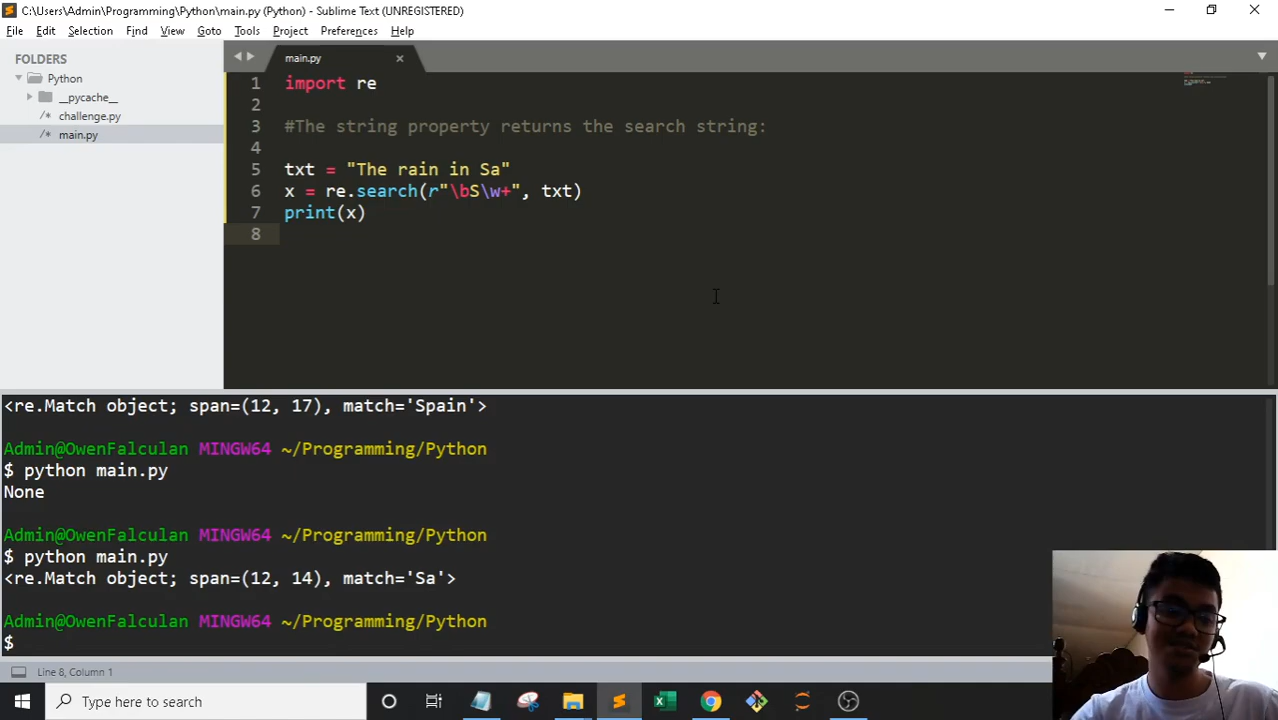 C:\Users\Admin\Programming\Python\main.py (Python) - Sublime Text (UNREGISTERED)
File Edit Selection Find View Goto Tools Project Preferences Help
FOLDERS
Python
__pycache__
challenge.py
main.py
main.py
1 import re
2
3 #The string property returns the search string:
4
5 txt = "The rain in Sa"
6 x = re.search(r"\bS\w+", txt)
7 print(x)
8
<re.Match object; span=(12, 17), match='Spain'>
Admin@OwenFalculan MINGW64 ~/Programming/Python
$ python main.py
None
Admin@OwenFalculan MINGW64 ~/Programming/Python
$ python main.py
<re.Match object; span=(12, 14), match='Sa'>
Admin@OwenFalculan MINGW64 ~/Programming/Python
$
Line 8, Column 1
Type here to search